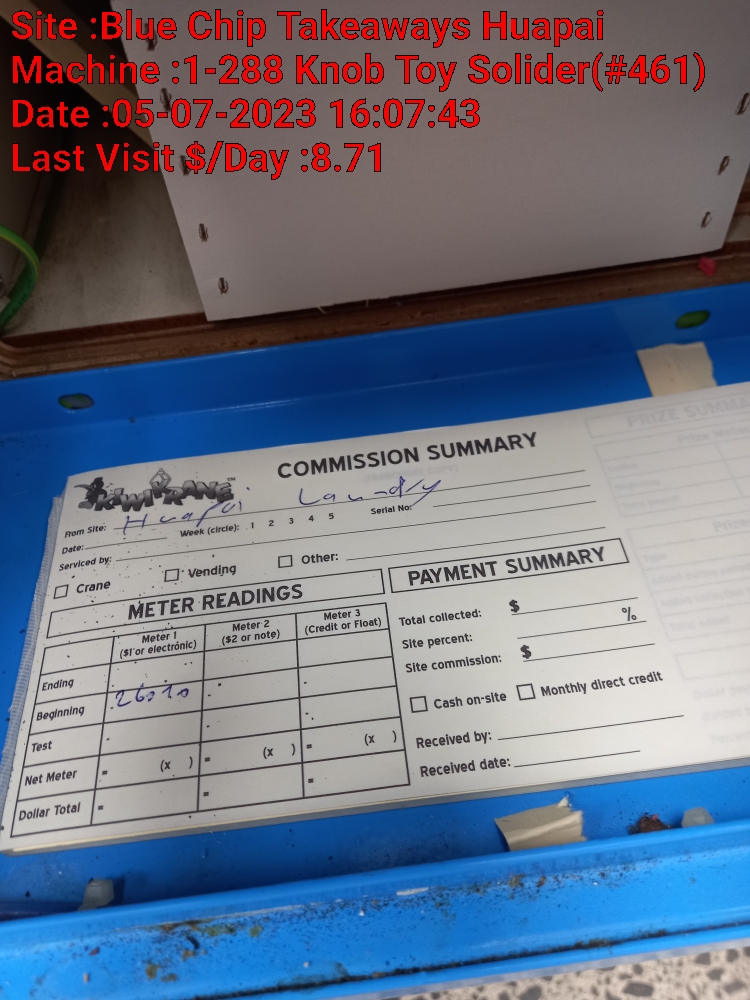 Site :Blue Chip Takeaways Huapai
Machine :1-288 Knob Toy Solider(#461)
Date :05-07-2023 16:07:43
Last Visit $/Day :8.71
KIWIKRANE™
COMMISSION SUMMARY
From Site: Huapai Laundry
Date: Week (circle): 1 2 3 4 5 Serial No:
Serviced by:
Crane Vending Other:
METER READINGS
Meter 1 Meter 2 Meter 3
($1 or electronic) ($2 or note) (Credit or Float)
Ending
Beginning
Test
Net Meter = (x ) = (x ) = (x )
Dollar Total = = =
PAYMENT SUMMARY
Total collected: $
Site percent: %
Site commission: $
Cash on-site Monthly direct credit
Received by:
Received date:
PRIZE SUMMA